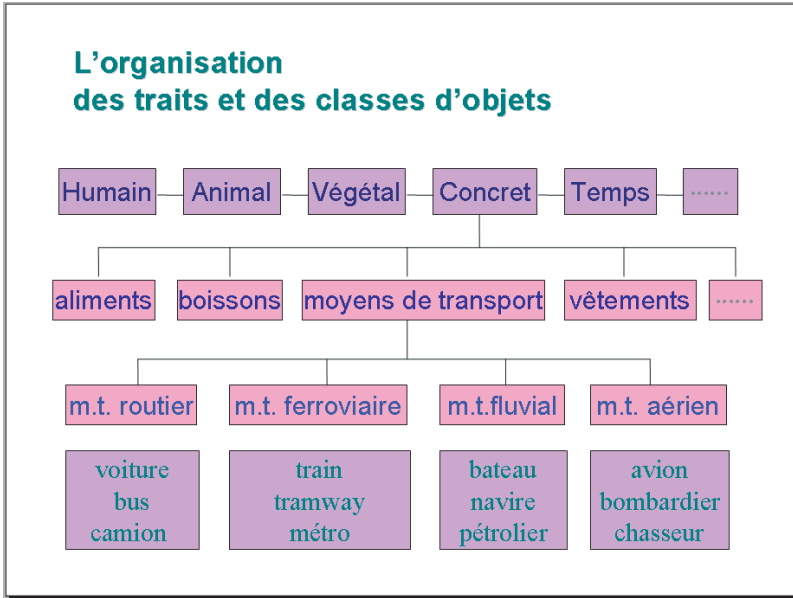 L'organisation
des traits et des classes d'objets
Humain Animal Végétal Concret Temps ......
aliments boissons moyens de transport vêtements ......
m.t. routier m.t. ferroviaire m.t.fluvial m.t. aérien
voiture train bateau avion
bus tramway navire bombardier
camion métro pétrolier chasseur